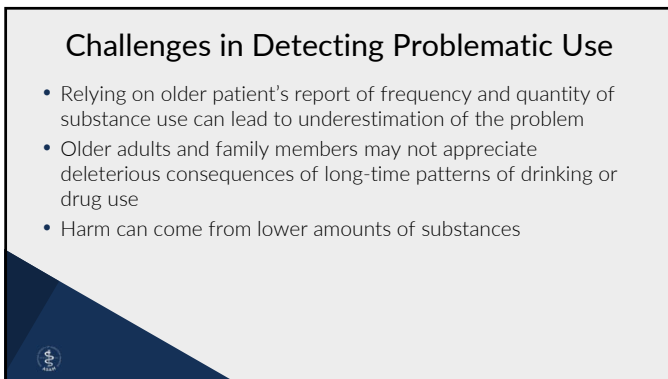 Challenges in Detecting Problematic Use
• Relying on older patient's report of frequency and quantity of
substance use can lead to underestimation of the problem
• Older adults and family members may not appreciate
deleterious consequences of long-time patterns of drinking or
drug use
• Harm can come from lower amounts of substances
ASAM